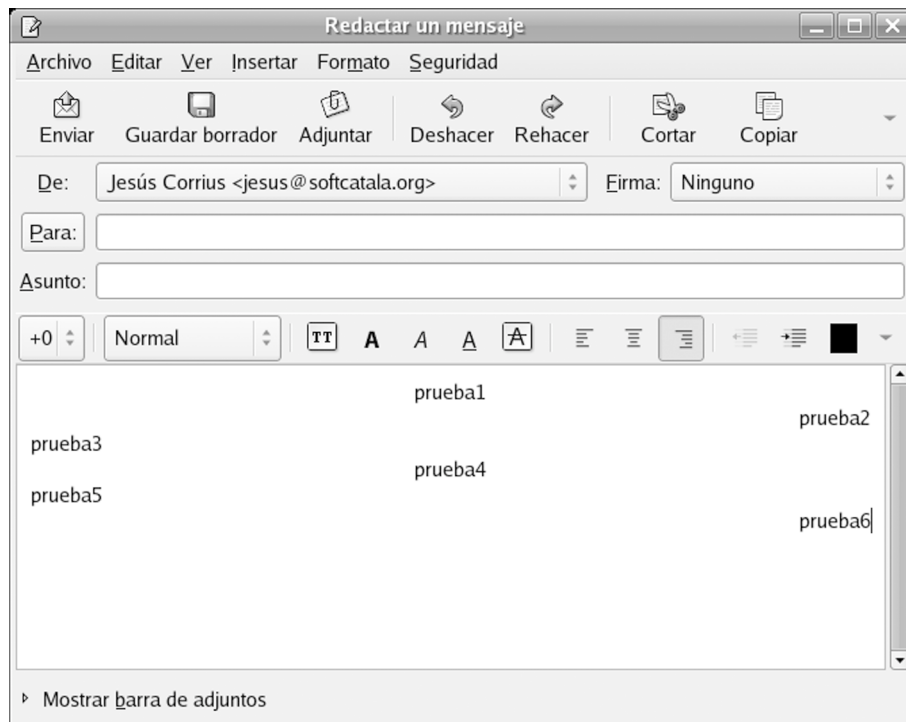 Redactar un mensaje
Archivo Editar Ver Insertar Formato Seguridad
Enviar Guardar borrador Adjuntar Deshacer Rehacer Cortar Copiar
De: Jesús Corrius <jesus@softcatala.org> Firma: Ninguno
Para:
Asunto:
+0 Normal TT A A A A
prueba1
prueba2
prueba3
prueba4
prueba5
prueba6
Mostrar barra de adjuntos